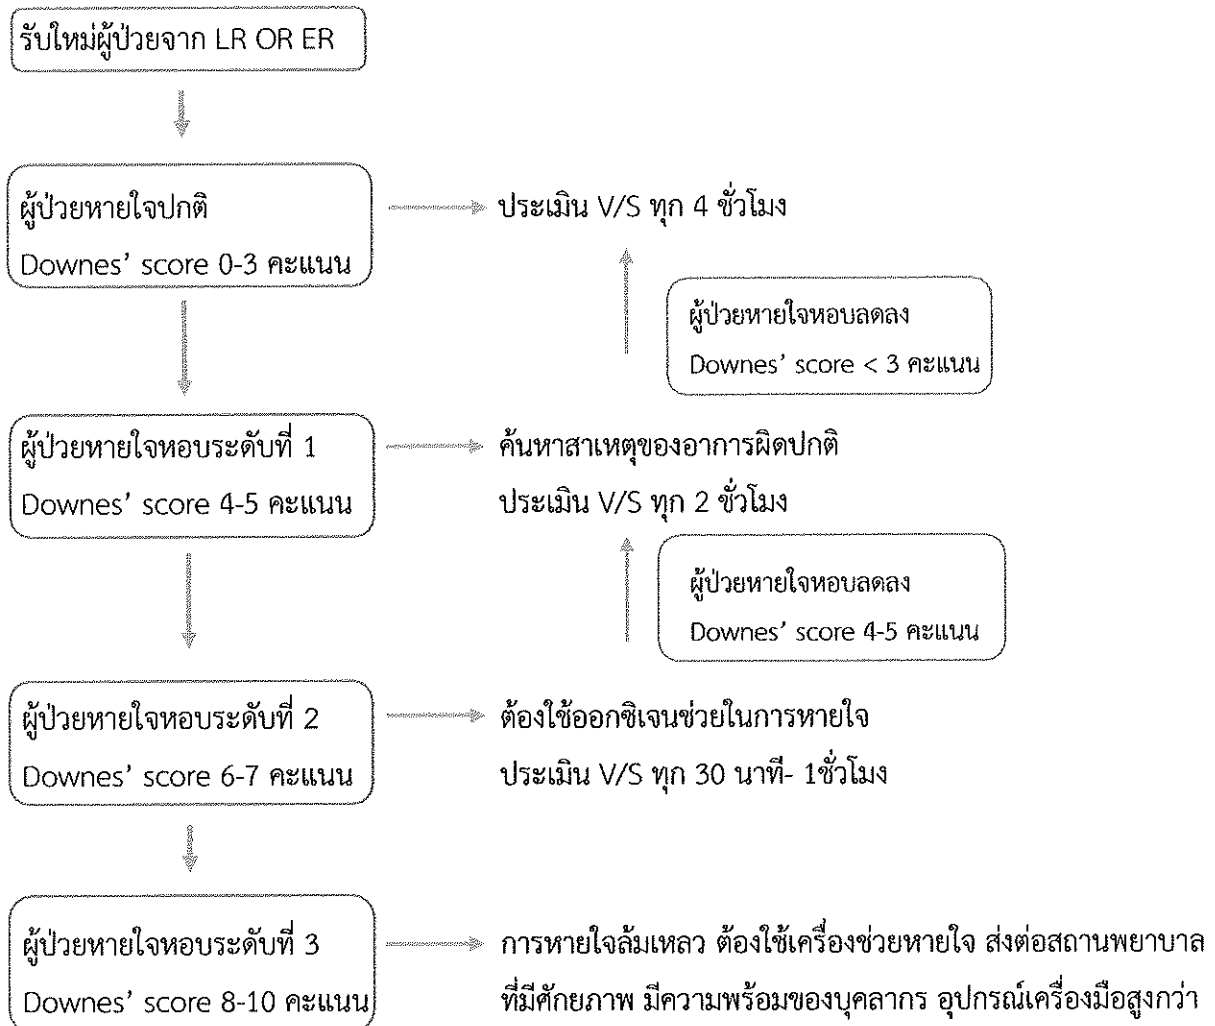 รับใหม่ผู้ป่วยจาก LR OR ER
ผู้ป่วยหายใจปกติ
Downes' score 0-3 คะแนน
ประเมิน V/S ทุก 4 ชั่วโมง
ผู้ป่วยหายใจหอบลดลง
Downes' score < 3 คะแนน
ผู้ป่วยหายใจหอบระดับที่ 1
Downes' score 4-5 คะแนน
ค้นหาสาเหตุของอาการผิดปกติ
ประเมิน V/S ทุก 2 ชั่วโมง
ผู้ป่วยหายใจหอบลดลง
Downes' score 4-5 คะแนน
ผู้ป่วยหายใจหอบระดับที่ 2
Downes' score 6-7 คะแนน
ต้องใช้ออกซิเจนช่วยในการหายใจ
ประเมิน V/S ทุก 30 นาที- 1ชั่วโมง
ผู้ป่วยหายใจหอบระดับที่ 3
Downes' score 8-10 คะแนน
การหายใจล้มเหลว ต้องใช้เครื่องช่วยหายใจ ส่งต่อสถานพยาบาล
ที่มีศักยภาพ มีความพร้อมของบุคลากร อุปกรณ์เครื่องมือสูงกว่า